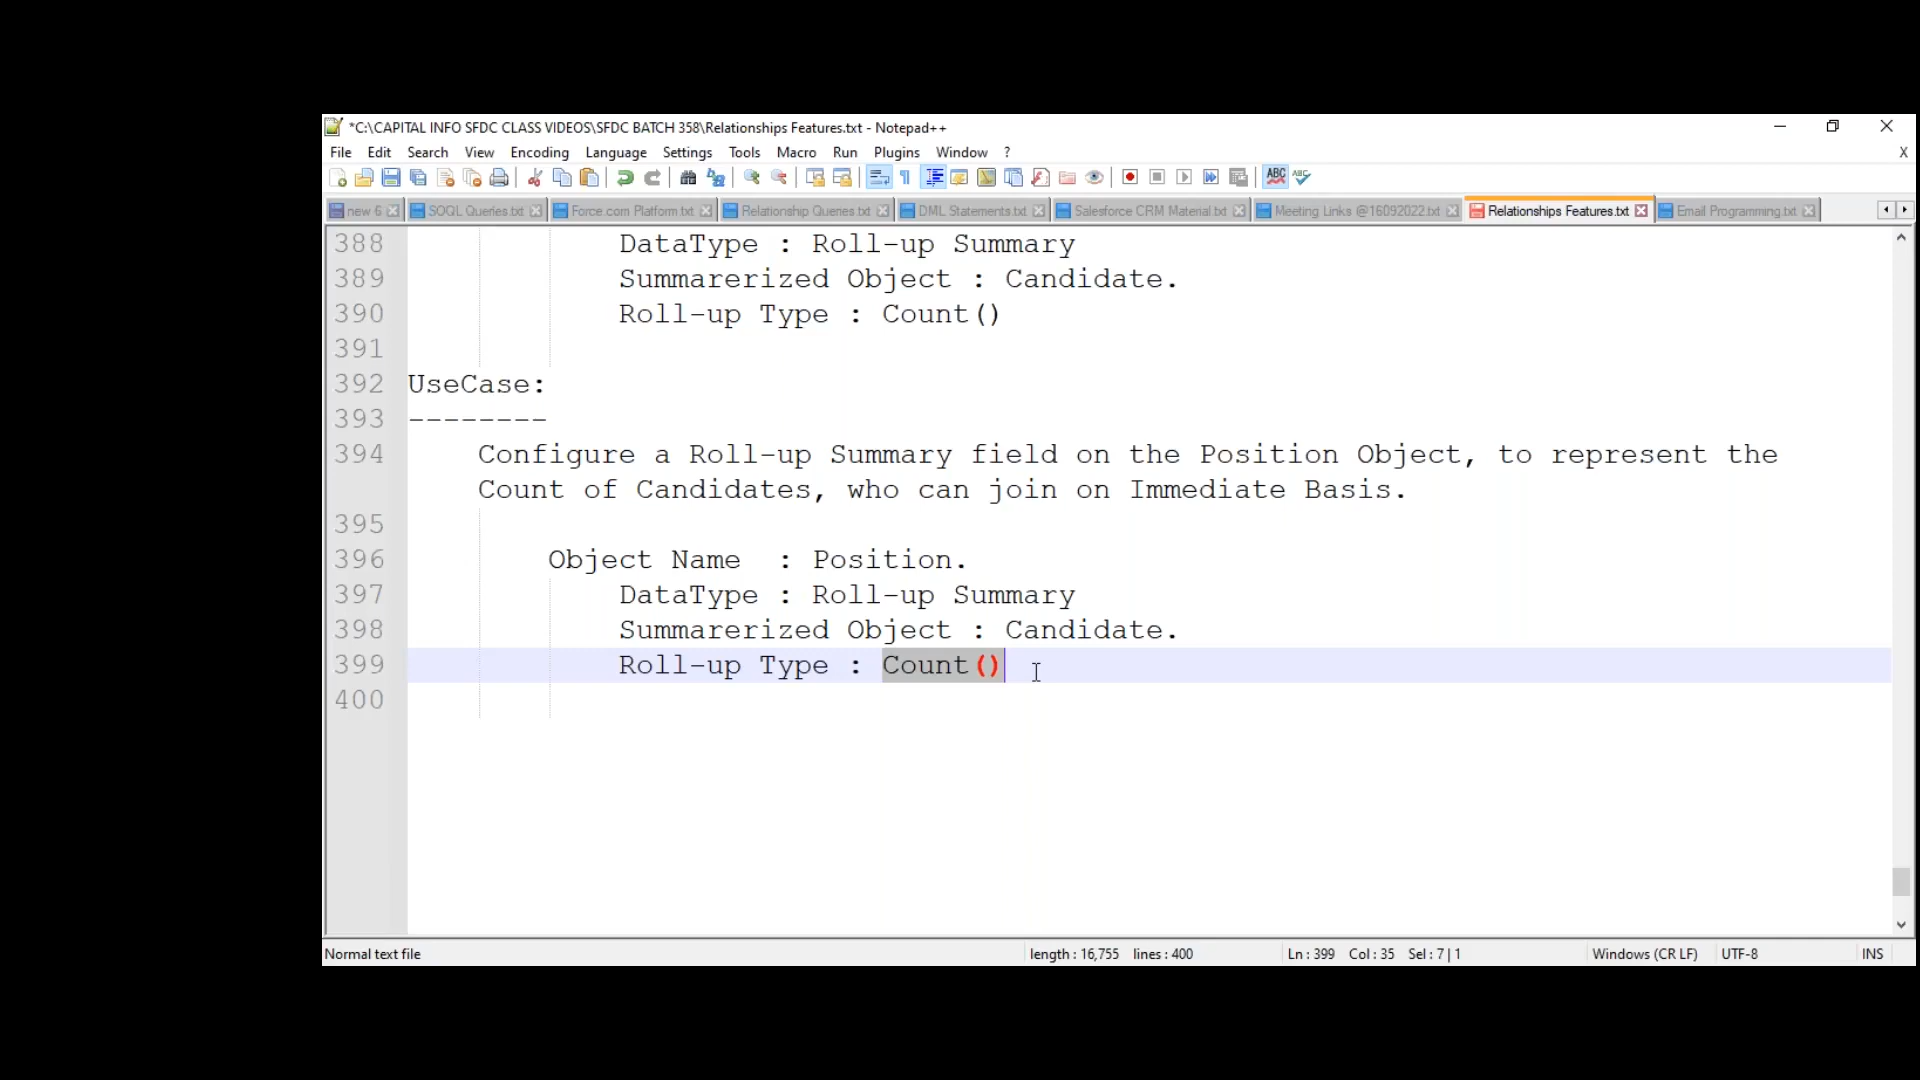 *C:\CAPITAL INFO SFDC CLASS VIDEOS\SFDC BATCH 358\Relationships Features.txt - Notepad++
File Edit Search View Encoding Language Settings Tools Macro Run Plugins Window ? X
new 6 SOQL Queries.txt Force.com Platform.txt Relationship Queries.txt DML Statements.txt Salesforce CRM Material.txt Meeting Links @16092022.txt Relationships Features.txt Email Programming.txt
388 DataType : Roll-up Summary
389 Summarerized Object : Candidate.
390 Roll-up Type : Count()
391
392 UseCase:
393 --------
394 Configure a Roll-up Summary field on the Position Object, to represent the
Count of Candidates, who can join on Immediate Basis.
395
396 Object Name : Position.
397 DataType : Roll-up Summary
398 Summarerized Object : Candidate.
399 Roll-up Type : Count()
400
Normal text file length : 16,755 lines : 400 Ln : 399 Col : 35 Sel : 7 | 1 Windows (CR LF) UTF-8 INS